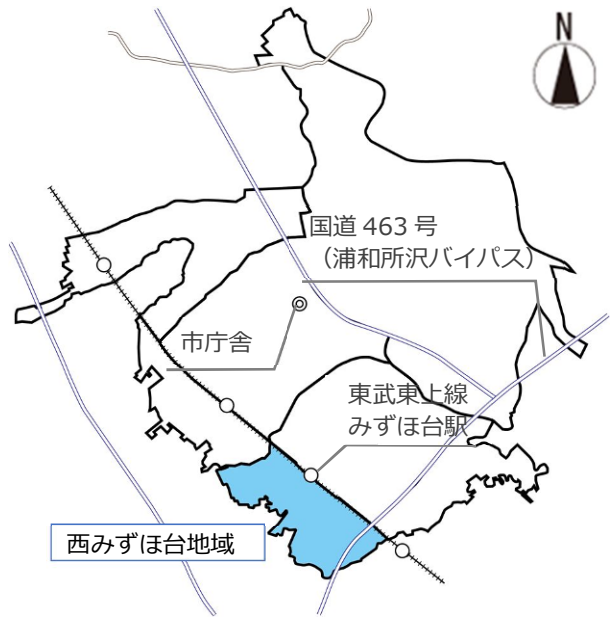 N
国道 463 号
（浦和所沢バイパス）
市庁舎
東武東上線
みずほ台駅
西みずほ台地域